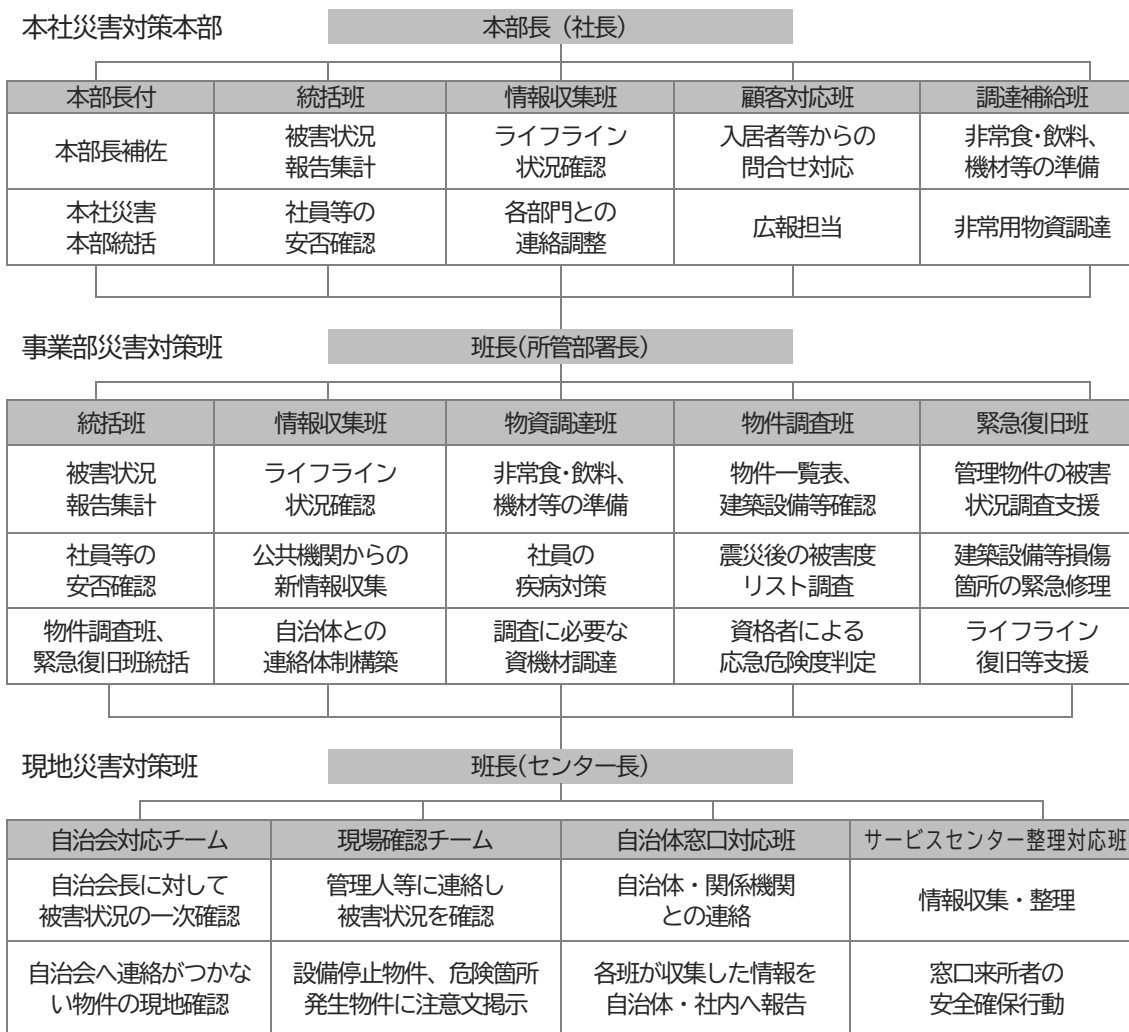 本社災害対策本部
本部長（社長）
本部長付
統括班
情報収集班
顧客対応班
調達補給班
本部長補佐
被害状況
報告集計
ライフライン
状況確認
入居者等からの
問合せ対応
非常食・飲料、
機材等の準備
本社災害
本部統括
社員等の
安否確認
各部門との
連絡調整
広報担当
非常用物資調達
事業部災害対策班
班長(所管部署長)
統括班
情報収集班
物資調達班
物件調査班
緊急復旧班
被害状況
報告集計
ライフライン
状況確認
非常食・飲料、
機材等の準備
物件一覧表、
建築設備等確認
管理物件の被害
状況調査支援
社員等の
安否確認
公共機関からの
新情報収集
社員の
疾病対策
震災後の被害度
リスト調査
建築設備等損傷
箇所の緊急修理
物件調査班、
緊急復旧班統括
自治体との
連絡体制構築
調査に必要な
資機材調達
資格者による
応急危険度判定
ライフライン
復旧等支援
現地災害対策班
班長(センター長)
自治会対応チーム
現場確認チーム
自治体窓口対応班
サービスセンター整理対応班
自治会長に対して
被害状況の一次確認
管理人等に連絡し
被害状況を確認
自治体・関係機関
との連絡
情報収集・整理
自治会へ連絡がつかな
い物件の現地確認
設備停止物件、危険箇所
発生物件に注意文掲示
各班が収集した情報を
自治体・社内へ報告
窓口来所者の
安全確保行動